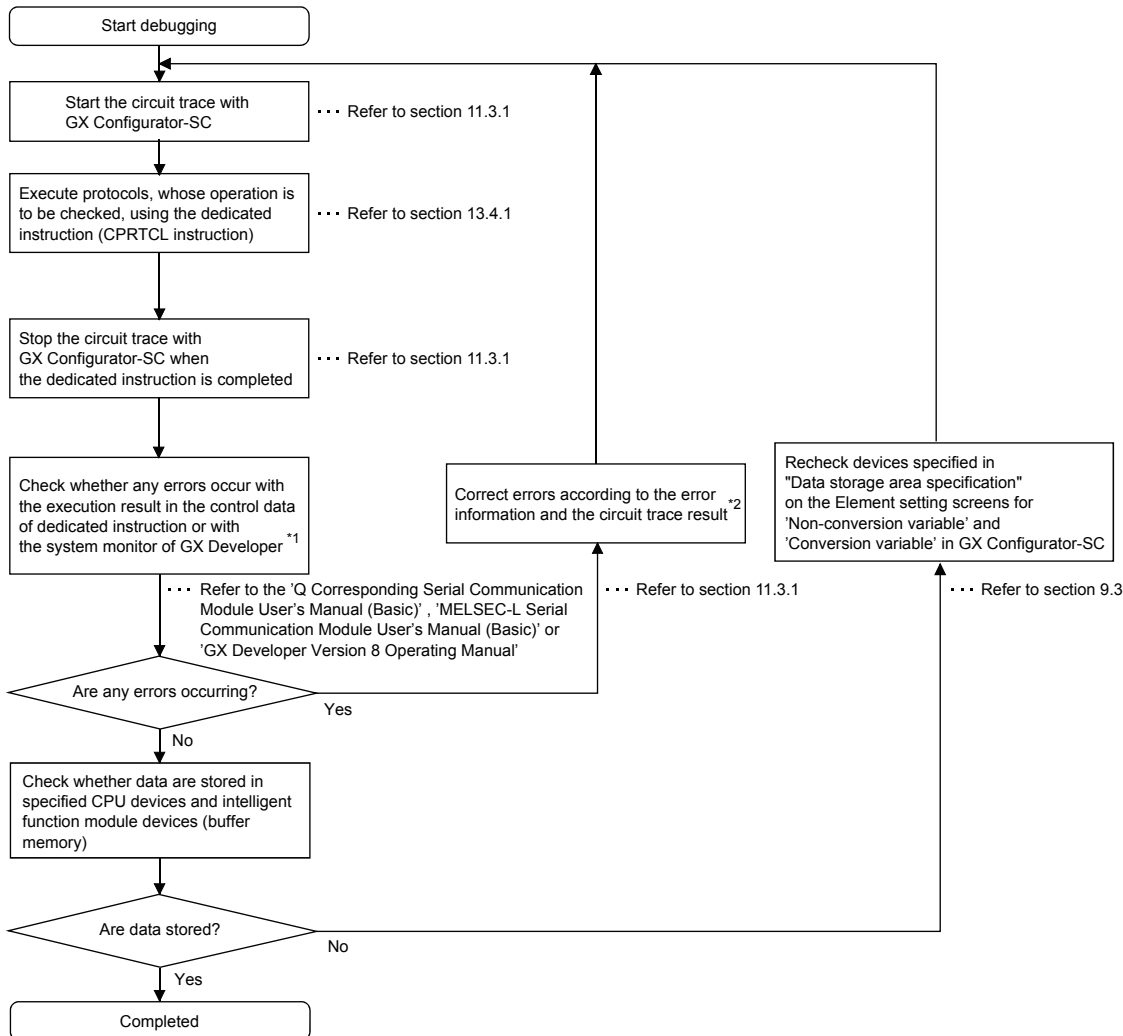 Start debugging
Start the circuit trace with
GX Configurator-SC
··· Refer to section 11.3.1
Execute protocols, whose operation is
to be checked, using the dedicated
instruction (CPRTCL instruction)
··· Refer to section 13.4.1
Stop the circuit trace with
GX Configurator-SC when
the dedicated instruction is completed
··· Refer to section 11.3.1
Check whether any errors occur with
the execution result in the control data
of dedicated instruction or with
the system monitor of GX Developer *1
Correct errors according to the error
information and the circuit trace result *2
Recheck devices specified in
"Data storage area specification"
on the Element setting screens for
'Non-conversion variable' and
'Conversion variable' in GX Configurator-SC
··· Refer to the 'Q Corresponding Serial Communication
Module User's Manual (Basic)' , 'MELSEC-L Serial
Communication Module User's Manual (Basic)' or
'GX Developer Version 8 Operating Manual'
··· Refer to section 11.3.1
··· Refer to section 9.3
Are any errors occurring?
Yes
No
Check whether data are stored in
specified CPU devices and intelligent
function module devices (buffer
memory)
Are data stored?
No
Yes
Completed